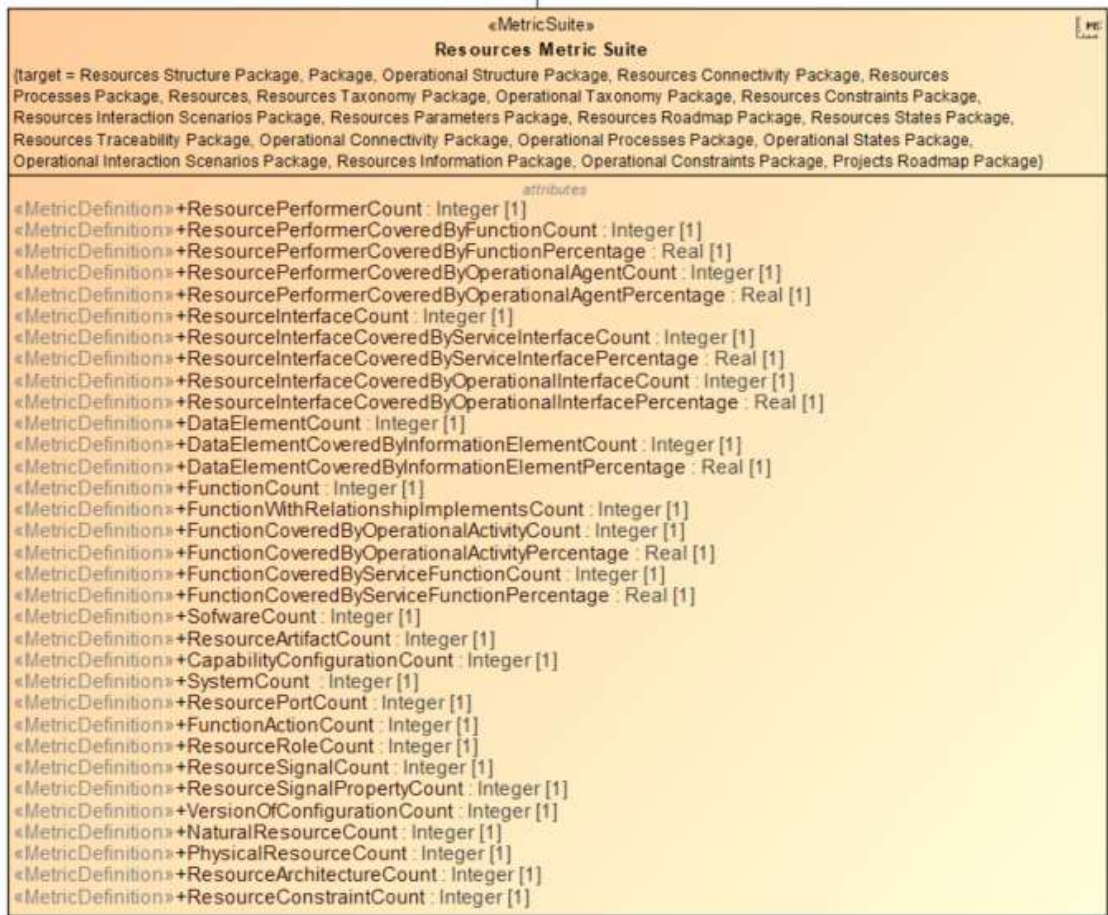 «MetricSuite»
Resources Metric Suite
{target = Resources Structure Package, Package, Operational Structure Package, Resources Connectivity Package, Resources
Processes Package, Resources, Resources Taxonomy Package, Operational Taxonomy Package, Resources Constraints Package,
Resources Interaction Scenarios Package, Resources Parameters Package, Resources Roadmap Package, Resources States Package,
Resources Traceability Package, Operational Connectivity Package, Operational Processes Package, Operational States Package,
Operational Interaction Scenarios Package, Resources Information Package, Operational Constraints Package, Projects Roadmap Package}
attributes
«MetricDefinition»+ResourcePerformerCount : Integer [1]
«MetricDefinition»+ResourcePerformerCoveredByFunctionCount : Integer [1]
«MetricDefinition»+ResourcePerformerCoveredByFunctionPercentage : Real [1]
«MetricDefinition»+ResourcePerformerCoveredByOperationalAgentCount : Integer [1]
«MetricDefinition»+ResourcePerformerCoveredByOperationalAgentPercentage : Real [1]
«MetricDefinition»+ResourceInterfaceCount : Integer [1]
«MetricDefinition»+ResourceInterfaceCoveredByServiceInterfaceCount : Integer [1]
«MetricDefinition»+ResourceInterfaceCoveredByServiceInterfacePercentage : Real [1]
«MetricDefinition»+ResourceInterfaceCoveredByOperationalInterfaceCount : Integer [1]
«MetricDefinition»+ResourceInterfaceCoveredByOperationalInterfacePercentage : Real [1]
«MetricDefinition»+DataElementCount : Integer [1]
«MetricDefinition»+DataElementCoveredByInformationElementCount : Integer [1]
«MetricDefinition»+DataElementCoveredByInformationElementPercentage : Real [1]
«MetricDefinition»+FunctionCount : Integer [1]
«MetricDefinition»+FunctionWithRelationshipImplementsCount : Integer [1]
«MetricDefinition»+FunctionCoveredByOperationalActivityCount : Integer [1]
«MetricDefinition»+FunctionCoveredByOperationalActivityPercentage : Real [1]
«MetricDefinition»+FunctionCoveredByServiceFunctionCount : Integer [1]
«MetricDefinition»+FunctionCoveredByServiceFunctionPercentage : Real [1]
«MetricDefinition»+SofwareCount : Integer [1]
«MetricDefinition»+ResourceArtifactCount : Integer [1]
«MetricDefinition»+CapabilityConfigurationCount : Integer [1]
«MetricDefinition»+SystemCount : Integer [1]
«MetricDefinition»+ResourcePortCount : Integer [1]
«MetricDefinition»+FunctionActionCount : Integer [1]
«MetricDefinition»+ResourceRoleCount : Integer [1]
«MetricDefinition»+ResourceSignalCount : Integer [1]
«MetricDefinition»+ResourceSignalPropertyCount : Integer [1]
«MetricDefinition»+VersionOfConfigurationCount : Integer [1]
«MetricDefinition»+NaturalResourceCount : Integer [1]
«MetricDefinition»+PhysicalResourceCount : Integer [1]
«MetricDefinition»+ResourceArchitectureCount : Integer [1]
«MetricDefinition»+ResourceConstraintCount : Integer [1]